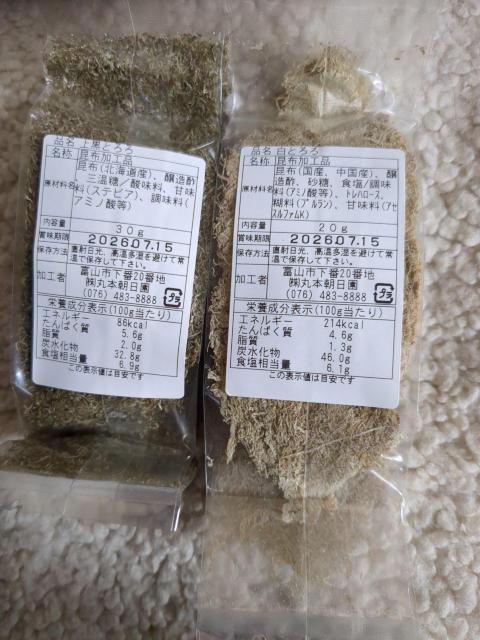 品名 上黒とろろ
名称 昆布加工品
原材料名
昆布(北海道産)、醸造酢、
三温糖/酸味料、甘味
料(ステビア)、調味料(
アミノ酸等)
内容量 30g
賞味期限 2026.07.15
保存方法 直射日光、高温多湿を避けて常
温で保存して下さい。
加工者
富山市下番20番地
㈱丸本朝日園
(076) 483-8888
プラ
栄養成分表示(100g当たり)
エネルギー 86kcal
たんぱく質 5.6g
脂質 2.0g
炭水化物 32.8g
食塩相当量 6.9g
この表示値は目安です
品名 白とろろ
名称 昆布加工品
原材料名
昆布(国産、中国産)、醸
造酢、砂糖、食塩/調味
料(アミノ酸等)、トレハロース、
糊料(プルラン)、甘味料(アセ
スルファムK)
内容量 20g
賞味期限 2026.07.15
保存方法 直射日光、高温多湿を避けて常
温で保存して下さい。
加工者
富山市下番20番地
㈱丸本朝日園
(076) 483-8888
プラ
栄養成分表示(100g当たり)
エネルギー 214kcal
たんぱく質 4.6g
脂質 1.3g
炭水化物 46.0g
食塩相当量 6.1g
この表示値は目安です